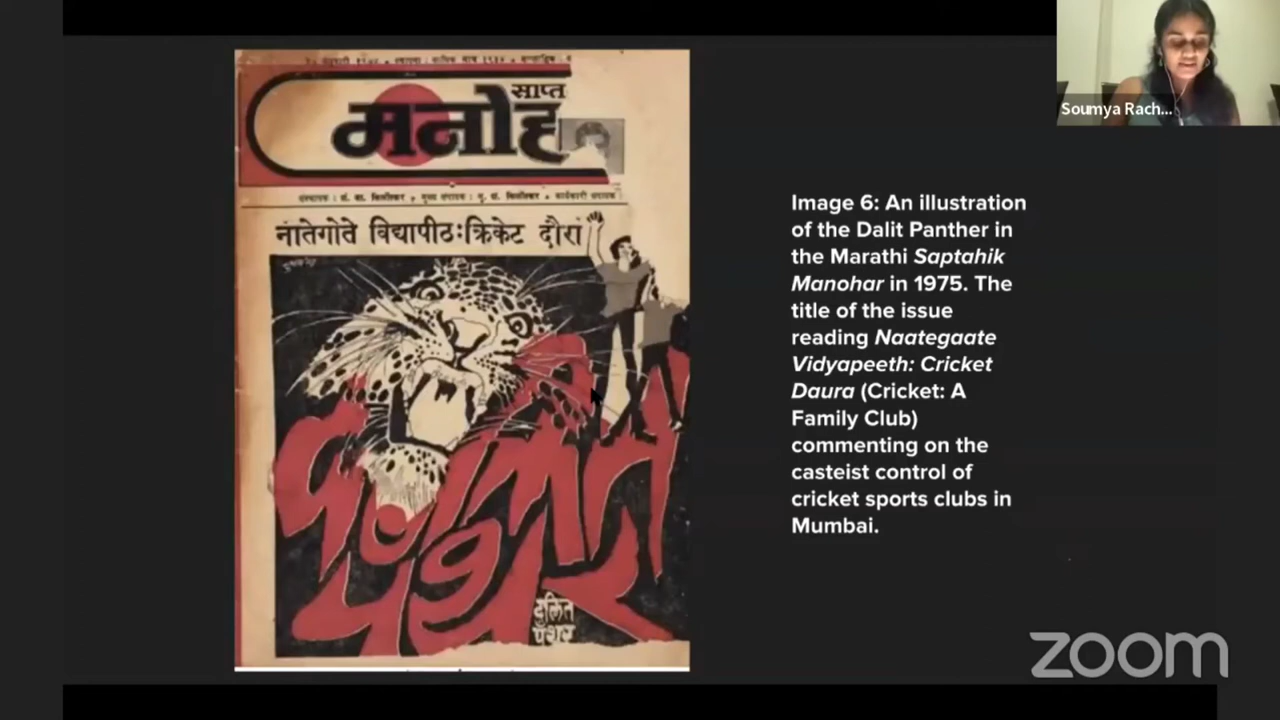 साप्त
मनोह
नातेगोते विद्यापीठ:क्रिकेट दौरा
दलित
पँथर
Soumya Rach...
Image 6: An illustration
of the Dalit Panther in
the Marathi Saptahik
Manohar in 1975. The
title of the issue
reading Naategaate
Vidyapeeth: Cricket
Daura (Cricket: A
Family Club)
commenting on the
casteist control of
cricket sports clubs in
Mumbai.
zoom